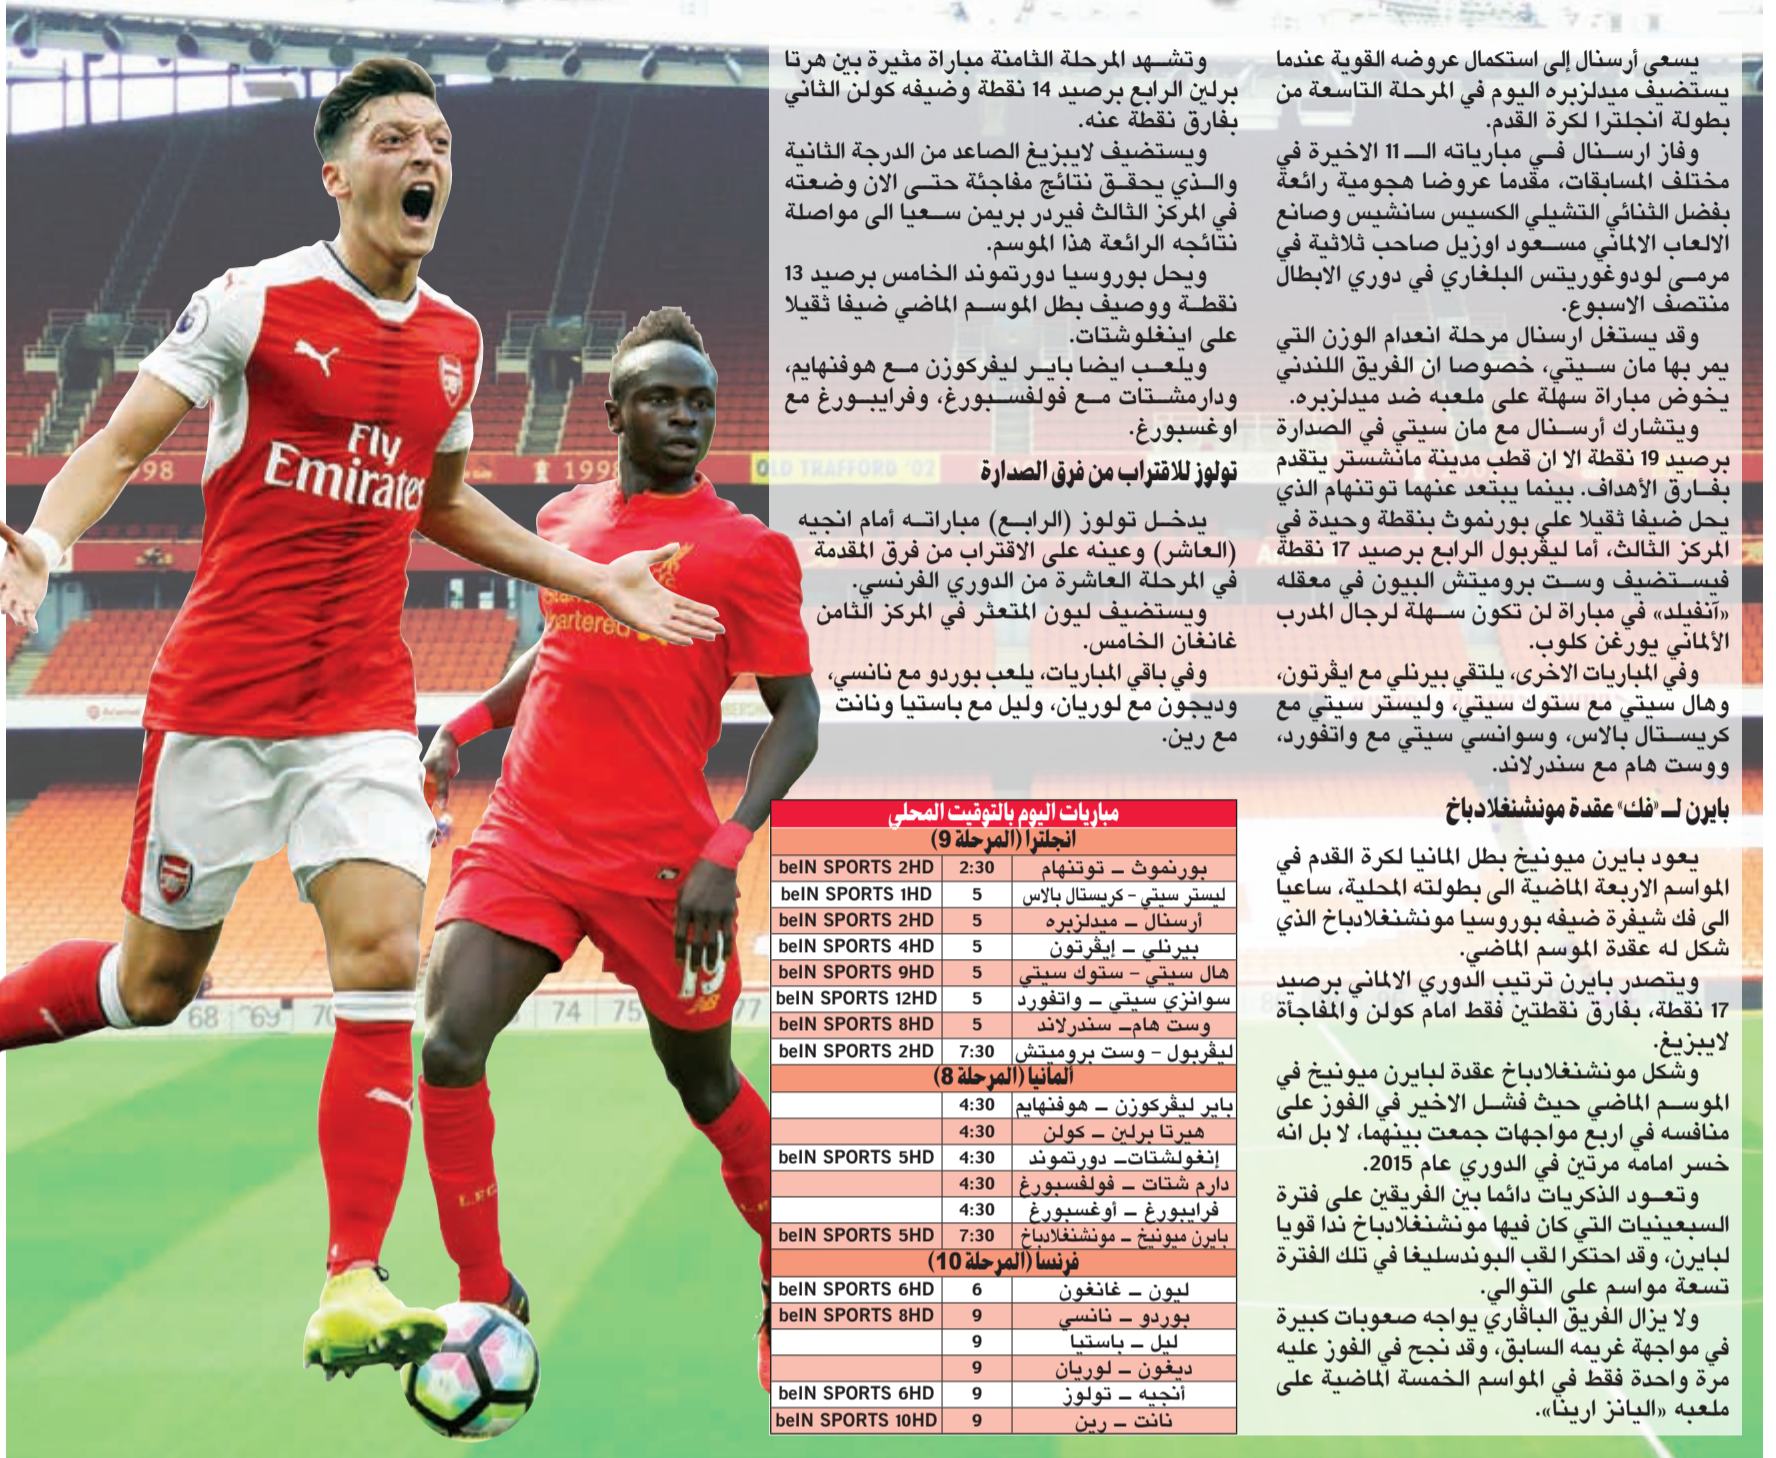 يسعى أرسنال إلى استكمال عروضه القوية عندما
يستضيف ميدلزبره اليوم في المرحلة التاسعة من
بطولة انجلترا لكرة القدم.
وفاز ارسنال في مبارياته الـ 11 الاخيرة في
مختلف المسابقات، مقدما عروضا هجومية رائعة
بفضل الثنائي التشيلي الكسيس سانشيس وصانع
الالعاب الالماني مسعود اوزيل صاحب ثلاثية في
مرمى لودوغوريتس البلغاري في دوري الابطال
منتصف الاسبوع.
وقد يستغل ارسنال مرحلة انعدام الوزن التي
يمر بها مان سيتي، خصوصا ان الفريق اللندني
يخوض مباراة سهلة على ملعبه ضد ميدلزبره.
ويتشارك أرسنال مع مان سيتي في الصدارة
برصيد 19 نقطة الا ان قطب مدينة مانشستر يتقدم
بفارق الأهداف. بينما يبتعد عنهما توتنهام الذي
يحل ضيفا ثقيلا على بورنموث بنقطة وحيدة في
المركز الثالث، أما ليڤربول الرابع برصيد 17 نقطة
فيستضيف وست بروميتش البيون في معقله
«آنفيلد» في مباراة لن تكون سهلة لرجال المدرب
الألماني يورغن كلوب.
وفي المباريات الاخرى، يلتقي بيرنلي مع ايڤرتون،
وهال سيتي مع ستوك سيتي، وليستر سيتي مع
كريستال بالاس، وسوانسي سيتي مع واتفورد،
ووست هام مع سندرلاند.
بايرن لـ «فك» عقدة مونشنغلادباخ
يعود بايرن ميونيخ بطل المانيا لكرة القدم في
المواسم الاربعة الماضية الى بطولته المحلية، ساعيا
الى فك شيفرة ضيفه بوروسيا مونشنغلادباخ الذي
شكل له عقدة الموسم الماضي.
ويتصدر بايرن ترتيب الدوري الالماني برصيد
17 نقطة، بفارق نقطتين فقط امام كولن والمفاجأة
لايبزيغ.
وشكل مونشنغلادباخ عقدة لبايرن ميونيخ في
الموسم الماضي حيث فشل الاخير في الفوز على
منافسه في اربع مواجهات جمعت بينهما، لا بل انه
خسر امامه مرتين في الدوري عام 2015.
وتعود الذكريات دائما بين الفريقين على فترة
السبعينيات التي كان فيها مونشنغلادباخ ندا قويا
لبايرن، وقد احتكرا لقب البوندسليغا في تلك الفترة
تسعة مواسم على التوالي.
ولا يزال الفريق الباڤاري يواجه صعوبات كبيرة
في مواجهة غريمه السابق، وقد نجح في الفوز عليه
مرة واحدة فقط في المواسم الخمسة الماضية على
ملعبه «اليانز ارينا».
وتشهد المرحلة الثامنة مباراة مثيرة بين هرتا
برلين الرابع برصيد 14 نقطة وضيفه كولن الثاني
بفارق نقطة عنه.
ويستضيف لايبزيغ الصاعد من الدرجة الثانية
والذي يحقق نتائج مفاجئة حتى الان وضعته
في المركز الثالث فيردر بريمن سعيا الى مواصلة
نتائجه الرائعة هذا الموسم.
ويحل بوروسيا دورتموند الخامس برصيد 13
نقطة ووصيف بطل الموسم الماضي ضيفا ثقيلا
على اينغلوشتات.
ويلعب ايضا باير ليفركوزن مع هوفنهايم،
ودارمشتات مع فولفسبورغ، وفرايبورغ مع
اوغسبورغ.
تولوز للاقتراب من فرق الصدارة
يدخل تولوز (الرابع) مباراته أمام انجيه
(العاشر) وعينه على الاقتراب من فرق المقدمة
في المرحلة العاشرة من الدوري الفرنسي.
ويستضيف ليون المتعثر في المركز الثامن
غانغان الخامس.
وفي باقي المباريات، يلعب بوردو مع نانسي،
وديجون مع لوريان، وليل مع باستيا ونانت
مع رين.
مباريات اليوم بالتوقيت المحلي
انجلترا (المرحلة 9)
بورنموث – توتنهام 2:30 beIN SPORTS 2HD
ليستر سيتي - كريستال بالاس 5 beIN SPORTS 1HD
أرسنال – ميدلزبره 5 beIN SPORTS 2HD
بيرنلي – إيڤرتون 5 beIN SPORTS 4HD
هال سيتي - ستوك سيتي 5 beIN SPORTS 9HD
سوانزي سيتي – واتفورد 5 beIN SPORTS 12HD
وست هام– سندرلاند 5 beIN SPORTS 8HD
ليڤربول - وست بروميتش 7:30 beIN SPORTS 2HD
ألمانيا (المرحلة 8)
باير ليڤركوزن – هوفنهايم 4:30
هيرتا برلين – كولن 4:30
إنغولشتات– دورتموند 4:30 beIN SPORTS 5HD
دارم شتات – فولفسبورغ 4:30
فرايبورغ – أوغسبورغ 4:30
بايرن ميونيخ – مونشنغلادباخ 7:30 beIN SPORTS 5HD
فرنسا (المرحلة 10)
ليون – غانغون 6 beIN SPORTS 6HD
بوردو – نانسي 9 beIN SPORTS 8HD
ليل – باستيا 9
ديغون – لوريان 9
أنجيه – تولوز 9 beIN SPORTS 6HD
نانت – رين 9 beIN SPORTS 10HD
Fly
Emirates
OLD TRAFFORD '02
98
199
artered
19
L.F.C
68 69 74 75 77